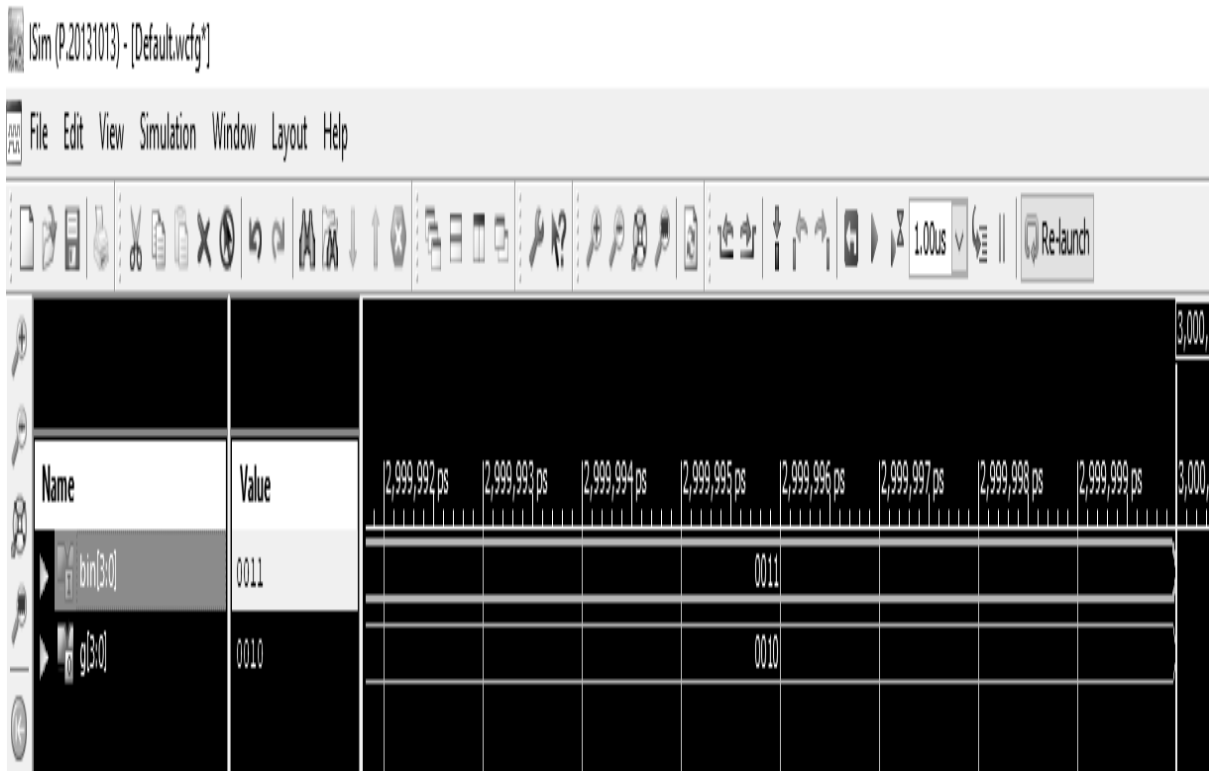 ISim (P.20131013) - [Default.wcfg*]
File Edit View Simulation Window Layout Help
1.00us Re-launch
3,000,
Name Value 2,999,992 ps 2,999,993 ps 2,999,994 ps 2,999,995 ps 2,999,996 ps 2,999,997 ps 2,999,998 ps 2,999,999 ps 3,000,
bin[3:0] 0011 0011
g[3:0] 0010 0010